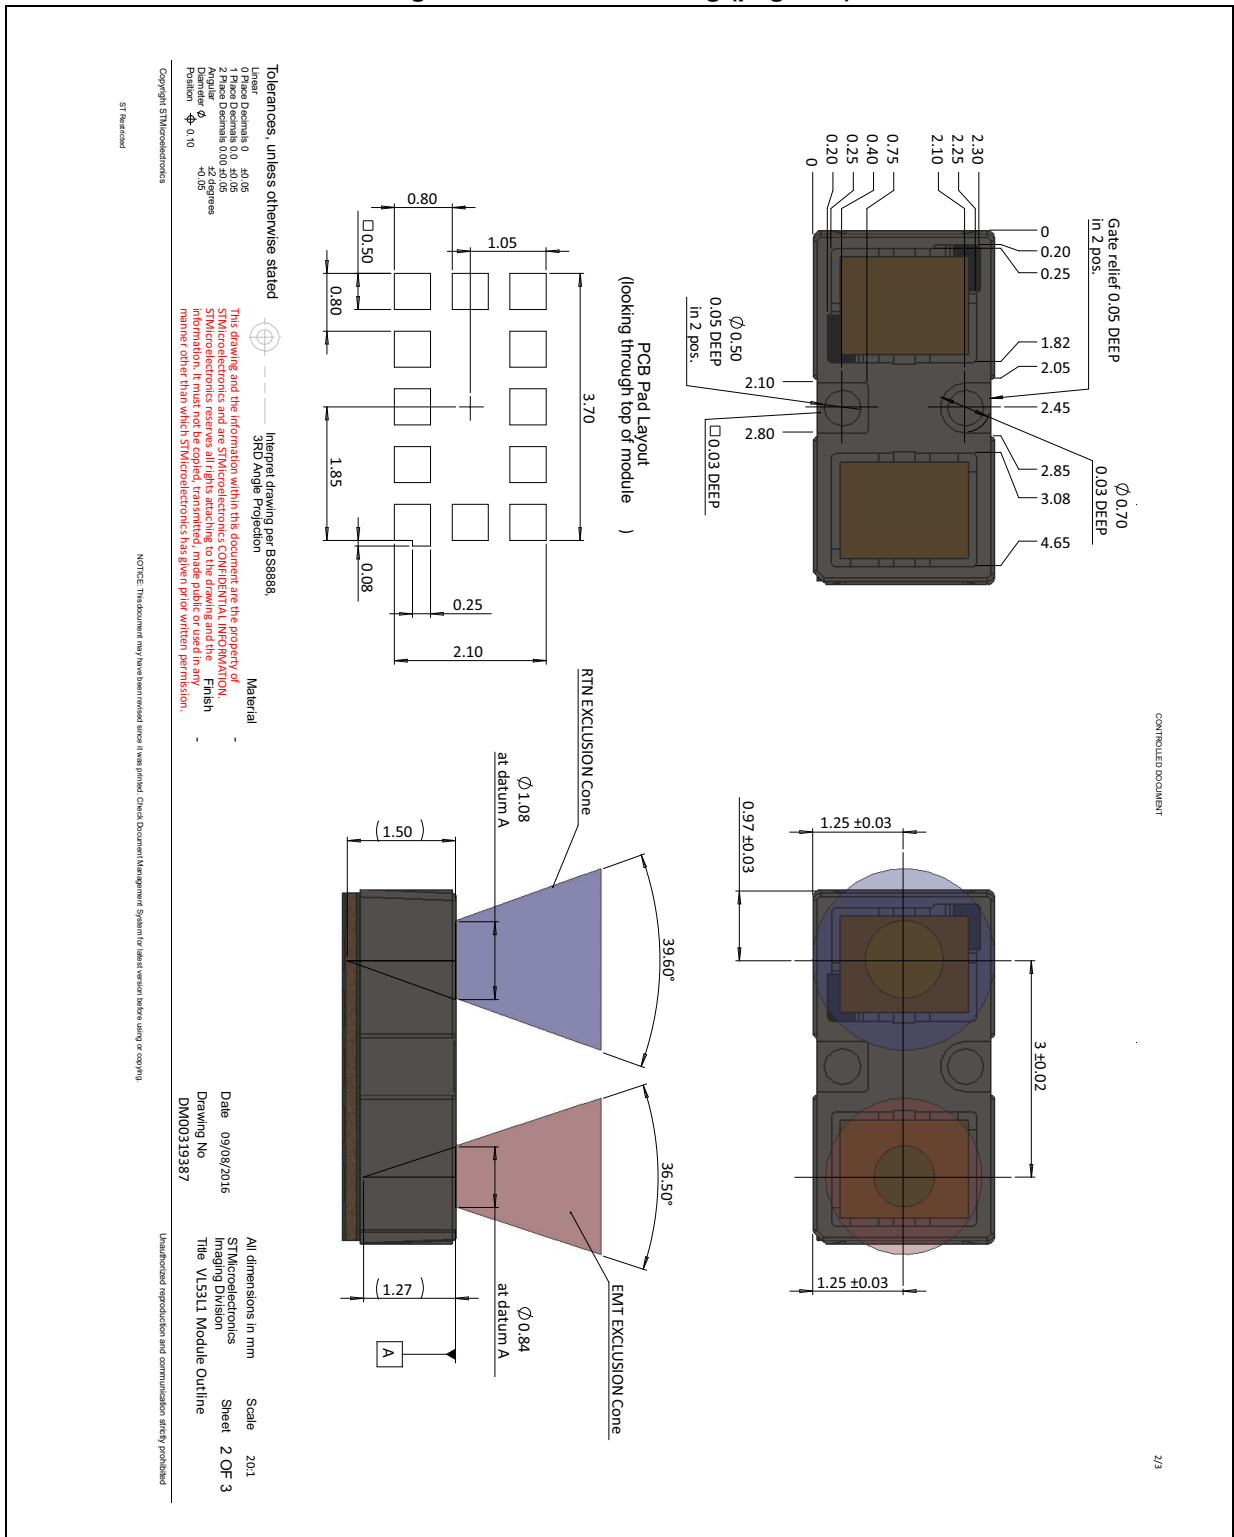 CONTROLLED DOCUMENT
2/3
Gate relief 0.05 DEEP
in 2 pos.
2.30
2.25
2.10
0.75
0.40
0.25
0.20
0
0
0.20
0.25
1.82
2.05
2.45
2.85
3.08
4.65
2.10
2.80
Ø 0.50
0.05 DEEP
in 2 pos.
□0.03 DEEP
Ø 0.70
0.03 DEEP
1.25 ±0.03
0.97 ±0.03
3 ±0.02
1.25 ±0.03
PCB Pad Layout
(looking through top of module )
3.70
1.05
0.80
□0.50
0.80
1.85
0.08
0.25
2.10
RTN EXCLUSION Cone
Ø 1.08
at datum A
(1.50)
39.60°
36.50°
EMT EXCLUSION Cone
Ø 0.84
at datum A
(1.27)
A
Tolerances, unless otherwise stated
Linear
0 Place Decimals 0 ±0.05
1 Place Decimals 0.0 ±0.05
2 Place Decimals 0.00 ±0.05
Angular ±2 degrees
Diameter Ø +0.05
Position ⌖ 0.10
Interpret drawing per BS8888,
3RD Angle Projection
This drawing and the information within this document are the property of
STMicroelectronics and are STMicroelectronics CONFIDENTIAL INFORMATION.
STMicroelectronics reserves all rights attaching to the drawing and the
information. It must not be copied, transmitted, made public or used in any
manner other than which STMicroelectronics has given prior written permission.
Material -
Finish -
Date 09/08/2016
Drawing No
DM00319387
All dimensions in mm
STMicroelectronics
Imaging Division
Title VL53L1 Module Outline
Scale 20:1
Sheet 2 OF 3
Copyright STMicroelectronics
NOTICE: This document may have been revised since it was printed. Check Document Management System for latest version before using or copying.
Unauthorized reproduction and communication strictly prohibited
ST Restricted